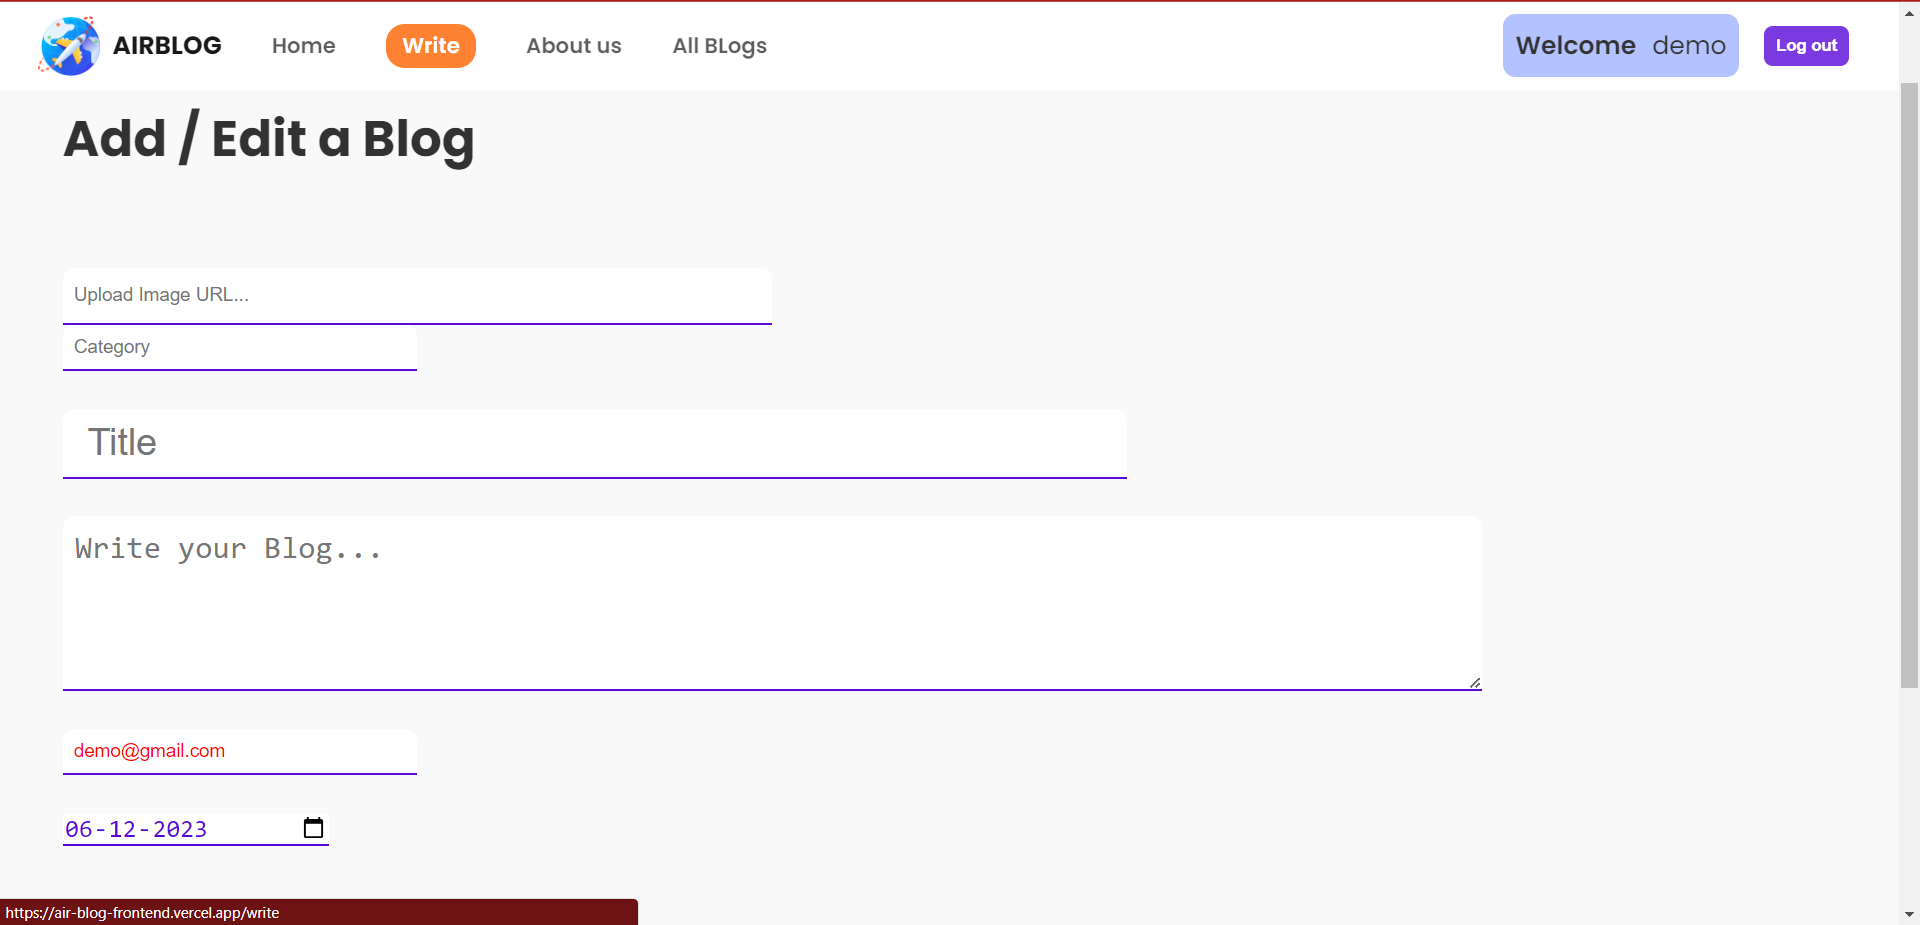 AIRBLOG Home Write About us All BLogs Welcome demo Log out
Add / Edit a Blog
Upload Image URL...
Category
Title
Write your Blog...
demo@gmail.com
06-12-2023
https://air-blog-frontend.vercel.app/write